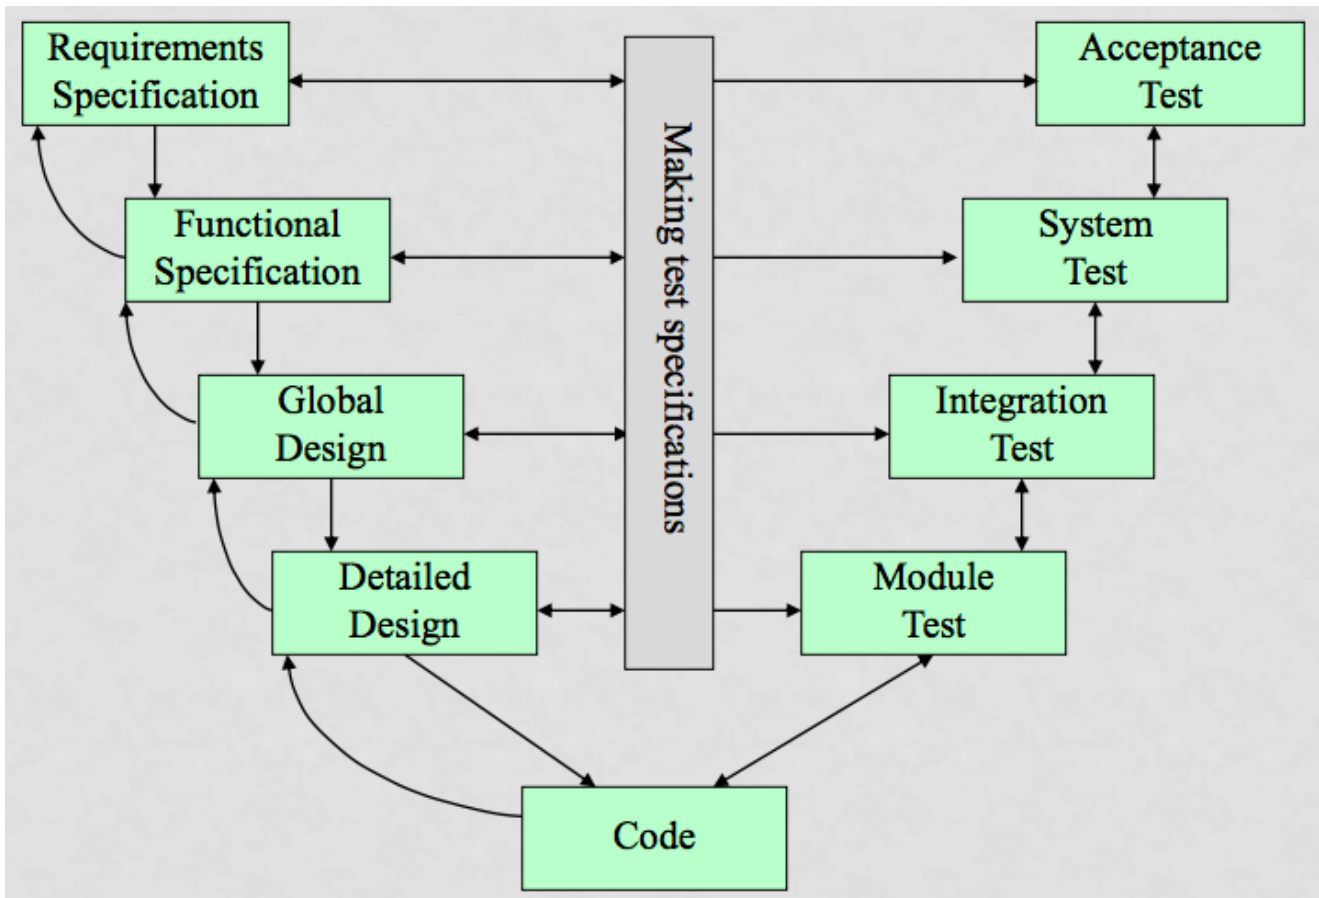 Requirements
Specification
Acceptance
Test
Making test specifications
Functional
Specification
System
Test
Global
Design
Integration
Test
Detailed
Design
Module
Test
Code